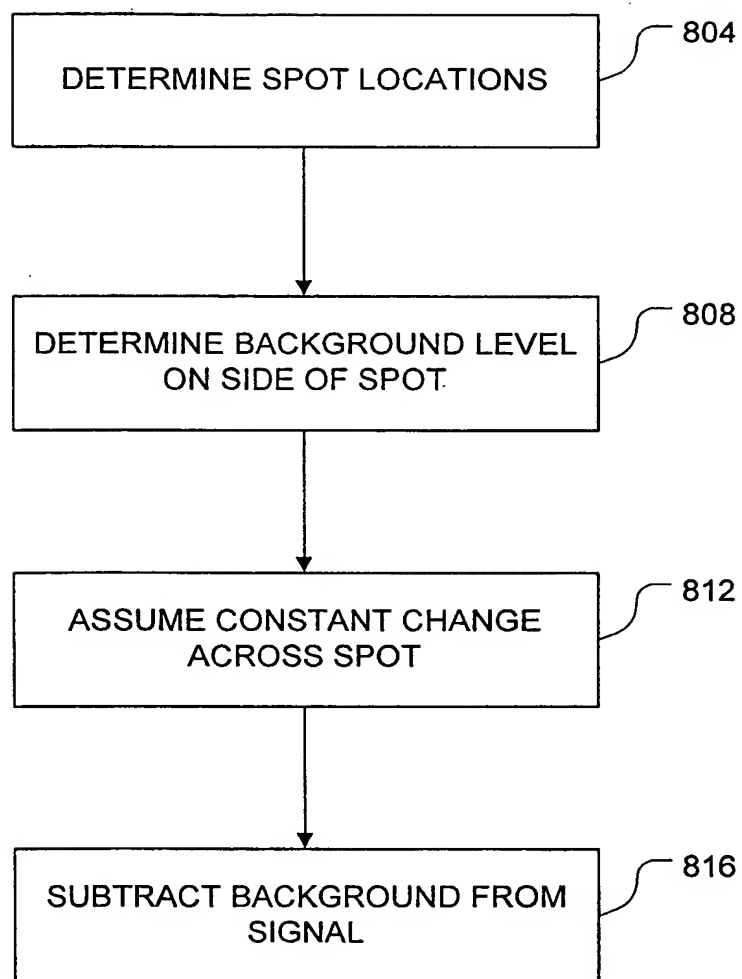 804
DETERMINE SPOT LOCATIONS
808
DETERMINE BACKGROUND LEVEL
ON SIDE OF SPOT
812
ASSUME CONSTANT CHANGE
ACROSS SPOT
816
SUBTRACT BACKGROUND FROM
SIGNAL